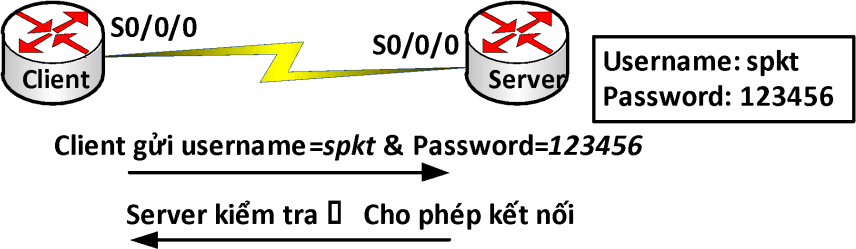 S0/0/0
S0/0/0
Client
Server
Username: spkt
Password: 123456
Client gửi username=spkt & Password=123456
Server kiểm tra  Cho phép kết nối